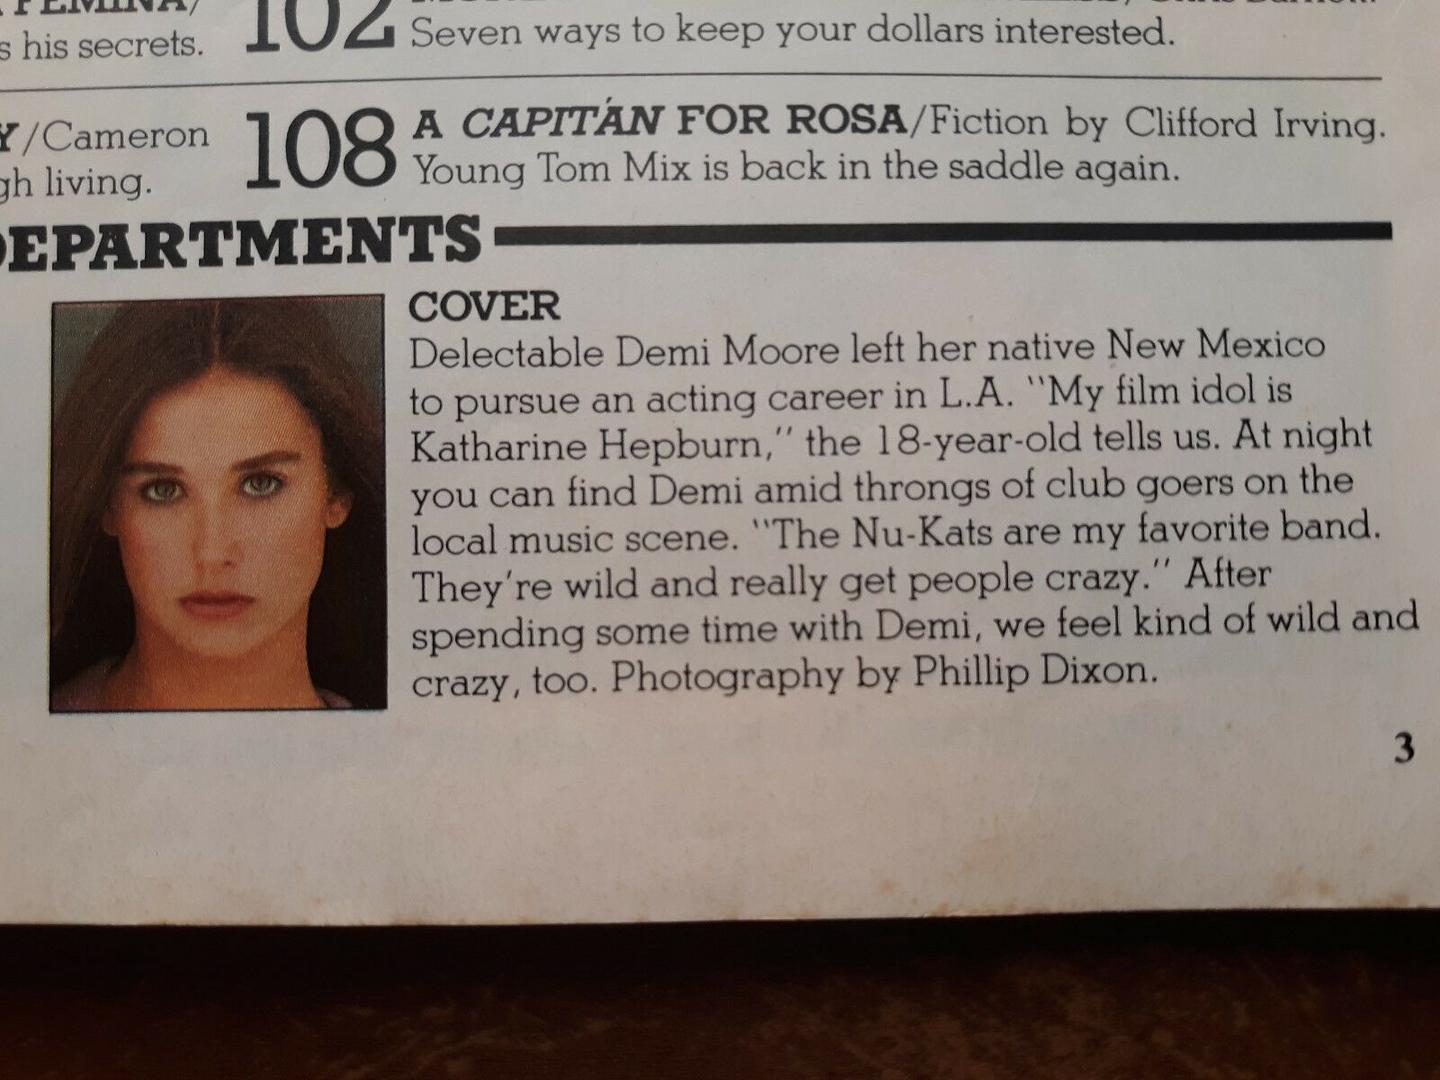 FEMINA/
s his secrets.
102
Seven ways to keep your dollars interested.
Y/Cameron
gh living.
108
A CAPITÁN FOR ROSA/Fiction by Clifford Irving.
Young Tom Mix is back in the saddle again.
DEPARTMENTS
COVER
Delectable Demi Moore left her native New Mexico
to pursue an acting career in L.A. "My film idol is
Katharine Hepburn," the 18-year-old tells us. At night
you can find Demi amid throngs of club goers on the
local music scene. "The Nu-Kats are my favorite band.
They're wild and really get people crazy." After
spending some time with Demi, we feel kind of wild and
crazy, too. Photography by Phillip Dixon.
3